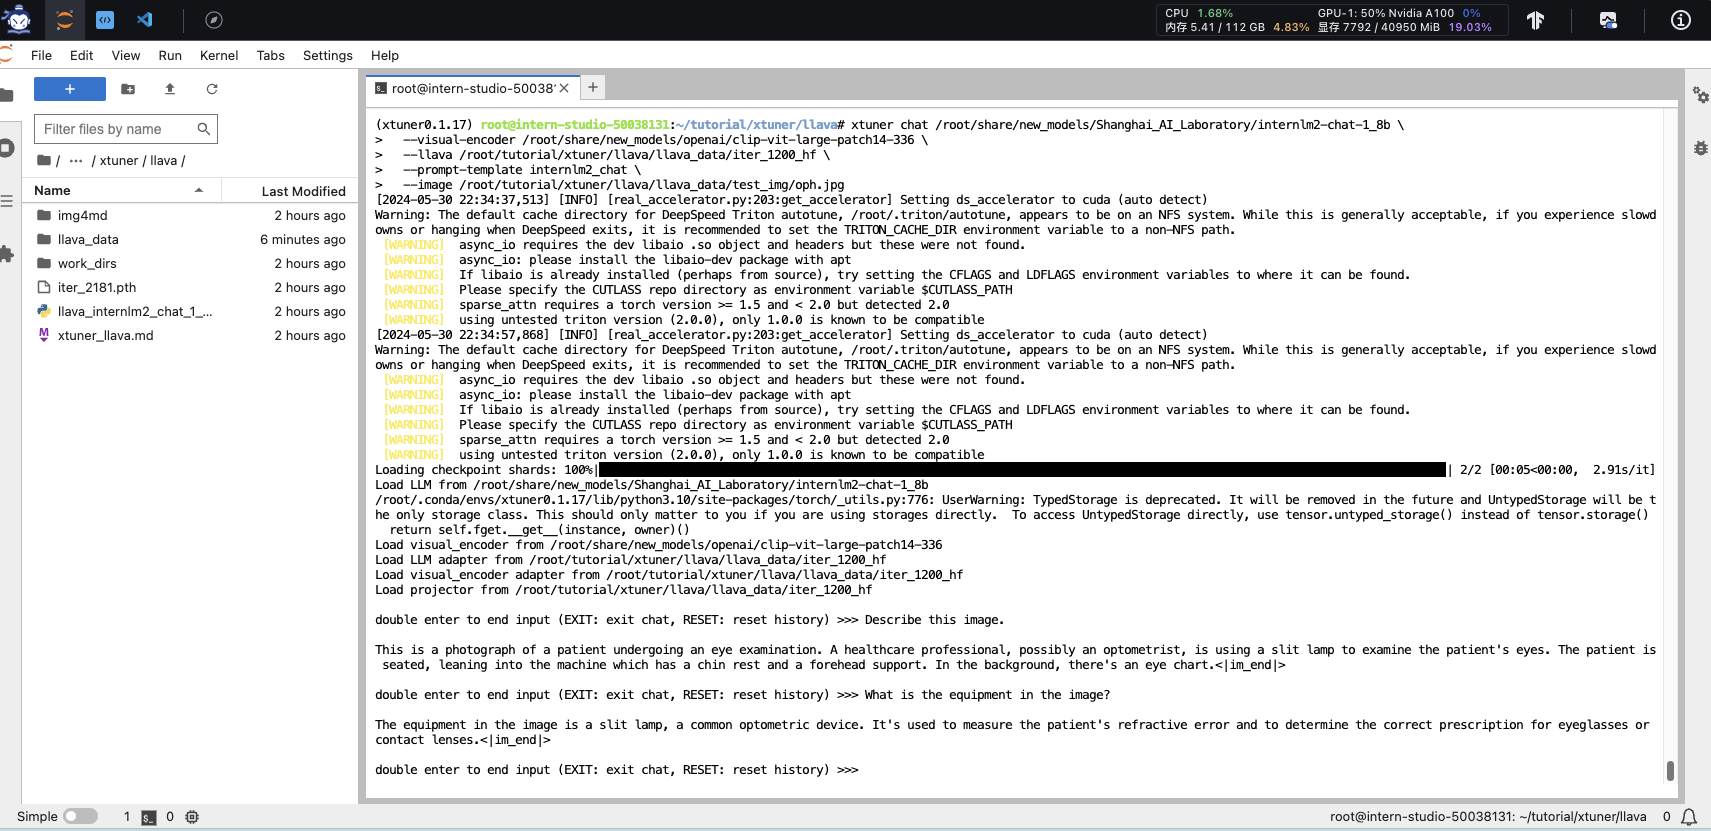 CPU 1.68% GPU-1: 50% Nvidia A100 0%
内存 5.41 / 112 GB 4.83% 显存 7792 / 40950 MiB 19.03%
File Edit View Run Kernel Tabs Settings Help
+
Filter files by name
/ ··· / xtuner / llava /
Name Last Modified
img4md 2 hours ago
llava_data 6 minutes ago
work_dirs 2 hours ago
iter_2181.pth 2 hours ago
llava_internlm2_chat_1_... 2 hours ago
M xtuner_llava.md 2 hours ago
root@intern-studio-50038 × +
(xtuner0.1.17) root@intern-studio-50038131:~/tutorial/xtuner/llava# xtuner chat /root/share/new_models/Shanghai_AI_Laboratory/internlm2-chat-1_8b \
>   --visual-encoder /root/share/new_models/openai/clip-vit-large-patch14-336 \
>   --llava /root/tutorial/xtuner/llava/llava_data/iter_1200_hf \
>   --prompt-template internlm2_chat \
>   --image /root/tutorial/xtuner/llava/llava_data/test_img/oph.jpg
[2024-05-30 22:34:37,513] [INFO] [real_accelerator.py:203:get_accelerator] Setting ds_accelerator to cuda (auto detect)
Warning: The default cache directory for DeepSpeed Triton autotune, /root/.triton/autotune, appears to be on an NFS system. While this is generally acceptable, if you experience slowd
owns or hanging when DeepSpeed exits, it is recommended to set the TRITON_CACHE_DIR environment variable to a non-NFS path.
[WARNING]  async_io requires the dev libaio .so object and headers but these were not found.
[WARNING]  async_io: please install the libaio-dev package with apt
[WARNING]  If libaio is already installed (perhaps from source), try setting the CFLAGS and LDFLAGS environment variables to where it can be found.
[WARNING]  Please specify the CUTLASS repo directory as environment variable $CUTLASS_PATH
[WARNING]  sparse_attn requires a torch version >= 1.5 and < 2.0 but detected 2.0
[WARNING]  using untested triton version (2.0.0), only 1.0.0 is known to be compatible
[2024-05-30 22:34:57,868] [INFO] [real_accelerator.py:203:get_accelerator] Setting ds_accelerator to cuda (auto detect)
Warning: The default cache directory for DeepSpeed Triton autotune, /root/.triton/autotune, appears to be on an NFS system. While this is generally acceptable, if you experience slowd
owns or hanging when DeepSpeed exits, it is recommended to set the TRITON_CACHE_DIR environment variable to a non-NFS path.
[WARNING]  async_io requires the dev libaio .so object and headers but these were not found.
[WARNING]  async_io: please install the libaio-dev package with apt
[WARNING]  If libaio is already installed (perhaps from source), try setting the CFLAGS and LDFLAGS environment variables to where it can be found.
[WARNING]  Please specify the CUTLASS repo directory as environment variable $CUTLASS_PATH
[WARNING]  sparse_attn requires a torch version >= 1.5 and < 2.0 but detected 2.0
[WARNING]  using untested triton version (2.0.0), only 1.0.0 is known to be compatible
Loading checkpoint shards: 100%| | 2/2 [00:05<00:00,  2.91s/it]
Load LLM from /root/share/new_models/Shanghai_AI_Laboratory/internlm2-chat-1_8b
/root/.conda/envs/xtuner0.1.17/lib/python3.10/site-packages/torch/_utils.py:776: UserWarning: TypedStorage is deprecated. It will be removed in the future and UntypedStorage will be t
he only storage class. This should only matter to you if you are using storages directly.  To access UntypedStorage directly, use tensor.untyped_storage() instead of tensor.storage()
  return self.fget.__get__(instance, owner)()
Load visual_encoder from /root/share/new_models/openai/clip-vit-large-patch14-336
Load LLM adapter from /root/tutorial/xtuner/llava/llava_data/iter_1200_hf
Load visual_encoder adapter from /root/tutorial/xtuner/llava/llava_data/iter_1200_hf
Load projector from /root/tutorial/xtuner/llava/llava_data/iter_1200_hf
double enter to end input (EXIT: exit chat, RESET: reset history) >>> Describe this image.
This is a photograph of a patient undergoing an eye examination. A healthcare professional, possibly an optometrist, is using a slit lamp to examine the patient's eyes. The patient is
seated, leaning into the machine which has a chin rest and a forehead support. In the background, there's an eye chart.<|im_end|>
double enter to end input (EXIT: exit chat, RESET: reset history) >>> What is the equipment in the image?
The equipment in the image is a slit lamp, a common optometric device. It's used to measure the patient's refractive error and to determine the correct prescription for eyeglasses or
contact lenses.<|im_end|>
double enter to end input (EXIT: exit chat, RESET: reset history) >>>
Simple 1 0 root@intern-studio-50038131: ~/tutorial/xtuner/llava 0